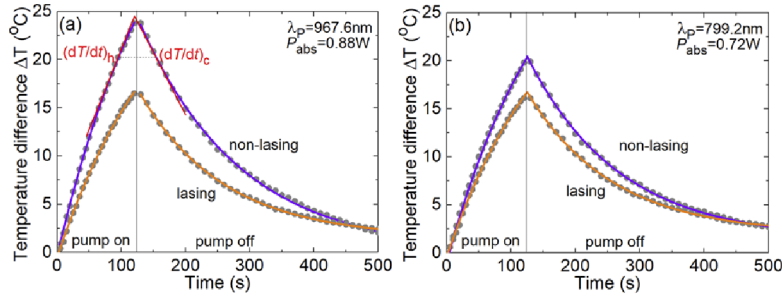 (a)
λP=967.6nm
Pabs=0.88W
(dT/dt)h
(dT/dt)c
non-lasing
lasing
pump on
pump off
Temperature difference ΔT (°C)
25
20
15
10
5
0
0 100 200 300 400 500
Time (s)
(b)
λP=799.2nm
Pabs=0.72W
non-lasing
lasing
pump on
pump off
Temperature difference ΔT (°C)
25
20
15
10
5
0
0 100 200 300 400 500
Time (s)